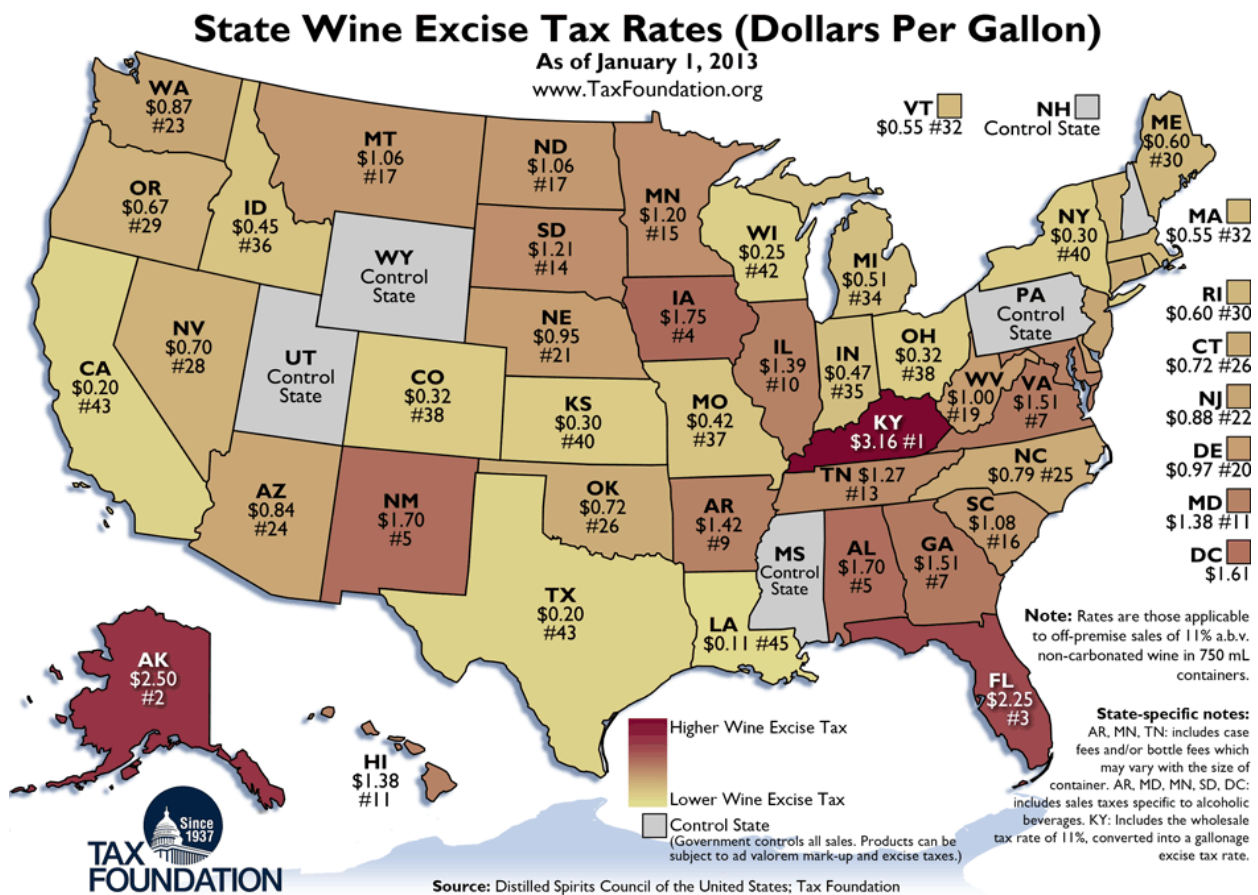 State Wine Excise Tax Rates (Dollars Per Gallon)
As of January 1, 2013
www.TaxFoundation.org
VT
$0.55 #32
NH
Control State
ME
$0.60
#30
WA
$0.87
#23
MT
$1.06
#17
ND
$1.06
#17
MN
$1.20
#15
OR
$0.67
#29
ID
$0.45
#36
WY
Control
State
SD
$1.21
#14
WI
$0.25
#42
MI
$0.51
#34
NY
$0.30
#40
MA
$0.55 #32
RI
$0.60 #30
CT
$0.72 #26
NJ
$0.88 #22
DE
$0.97 #20
MD
$1.38 #11
DC
$1.61
CA
$0.20
#43
NV
$0.70
#28
UT
Control
State
CO
$0.32
#38
NE
$0.95
#21
IA
$1.75
#4
IL
$1.39
#10
IN
$0.47
#35
OH
$0.32
#38
PA
Control
State
WV
$1.00
#19
VA
$1.51
#7
KS
$0.30
#40
MO
$0.42
#37
KY
$3.16 #1
NC
$0.79 #25
TN $1.27
#13
SC
$1.08
#16
AZ
$0.84
#24
NM
$1.70
#5
OK
$0.72
#26
AR
$1.42
#9
MS
Control
State
AL
$1.70
#5
GA
$1.51
#7
TX
$0.20
#43
LA
$0.11 #45
FL
$2.25
#3
AK
$2.50
#2
HI
$1.38
#11
Note: Rates are those applicable
to off-premise sales of 11% a.b.v.
non-carbonated wine in 750 mL
containers.
State-specific notes:
AR, MN, TN: includes case
fees and/or bottle fees which
may vary with the size of
container. AR, MD, MN, SD, DC:
includes sales taxes specific to alcoholic
beverages. KY: Includes the wholesale
tax rate of 11%, converted into a gallonage
excise tax rate.
Higher Wine Excise Tax
Lower Wine Excise Tax
Control State
(Government controls all sales. Products can be
subject to ad valorem mark-up and excise taxes.)
Since
1937
TAX
FOUNDATION
Source: Distilled Spirits Council of the United States; Tax Foundation